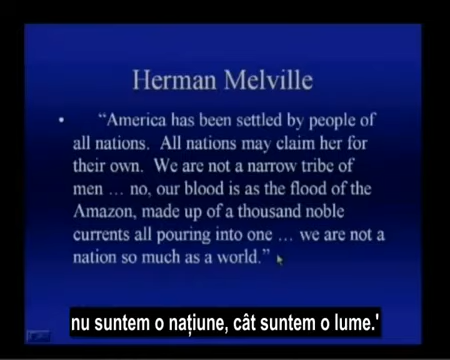 Herman Melville
• “America has been settled by people of
all nations. All nations may claim her for
their own. We are not a narrow tribe of
men … no, our blood is as the flood of the
Amazon, made up of a thousand noble
currents all pouring into one … we are not a
nation so much as a world.”
nu suntem o națiune, cât suntem o lume.'